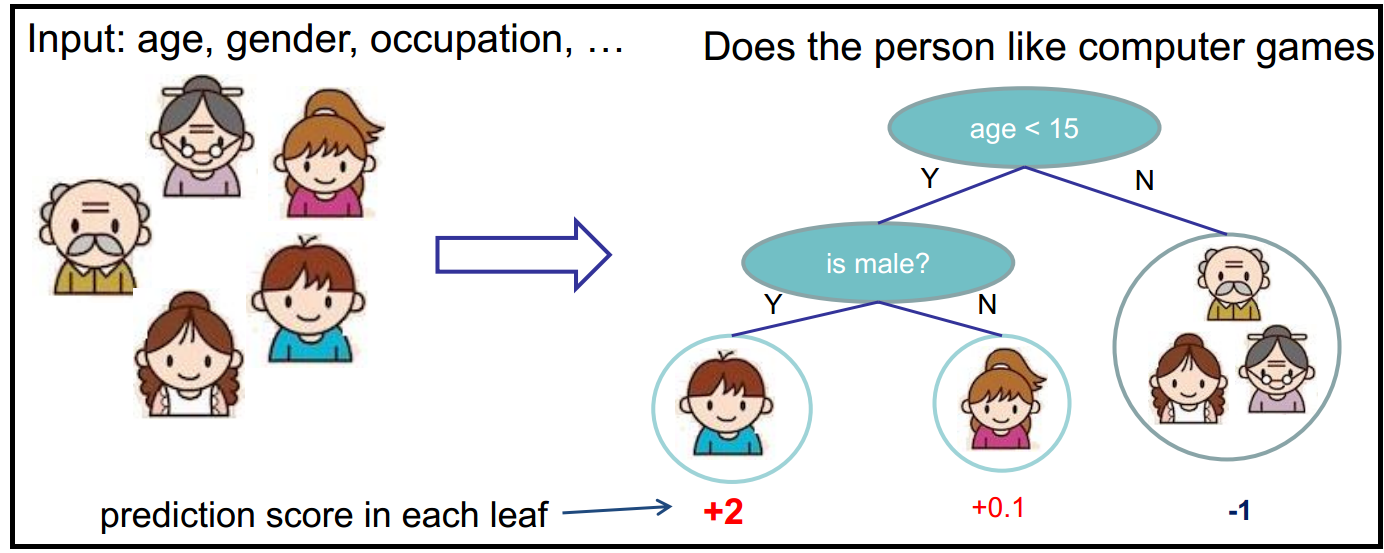 Input: age, gender, occupation, …
Does the person like computer games
age < 15
Y
N
is male?
Y
N
prediction score in each leaf
+2
+0.1
-1